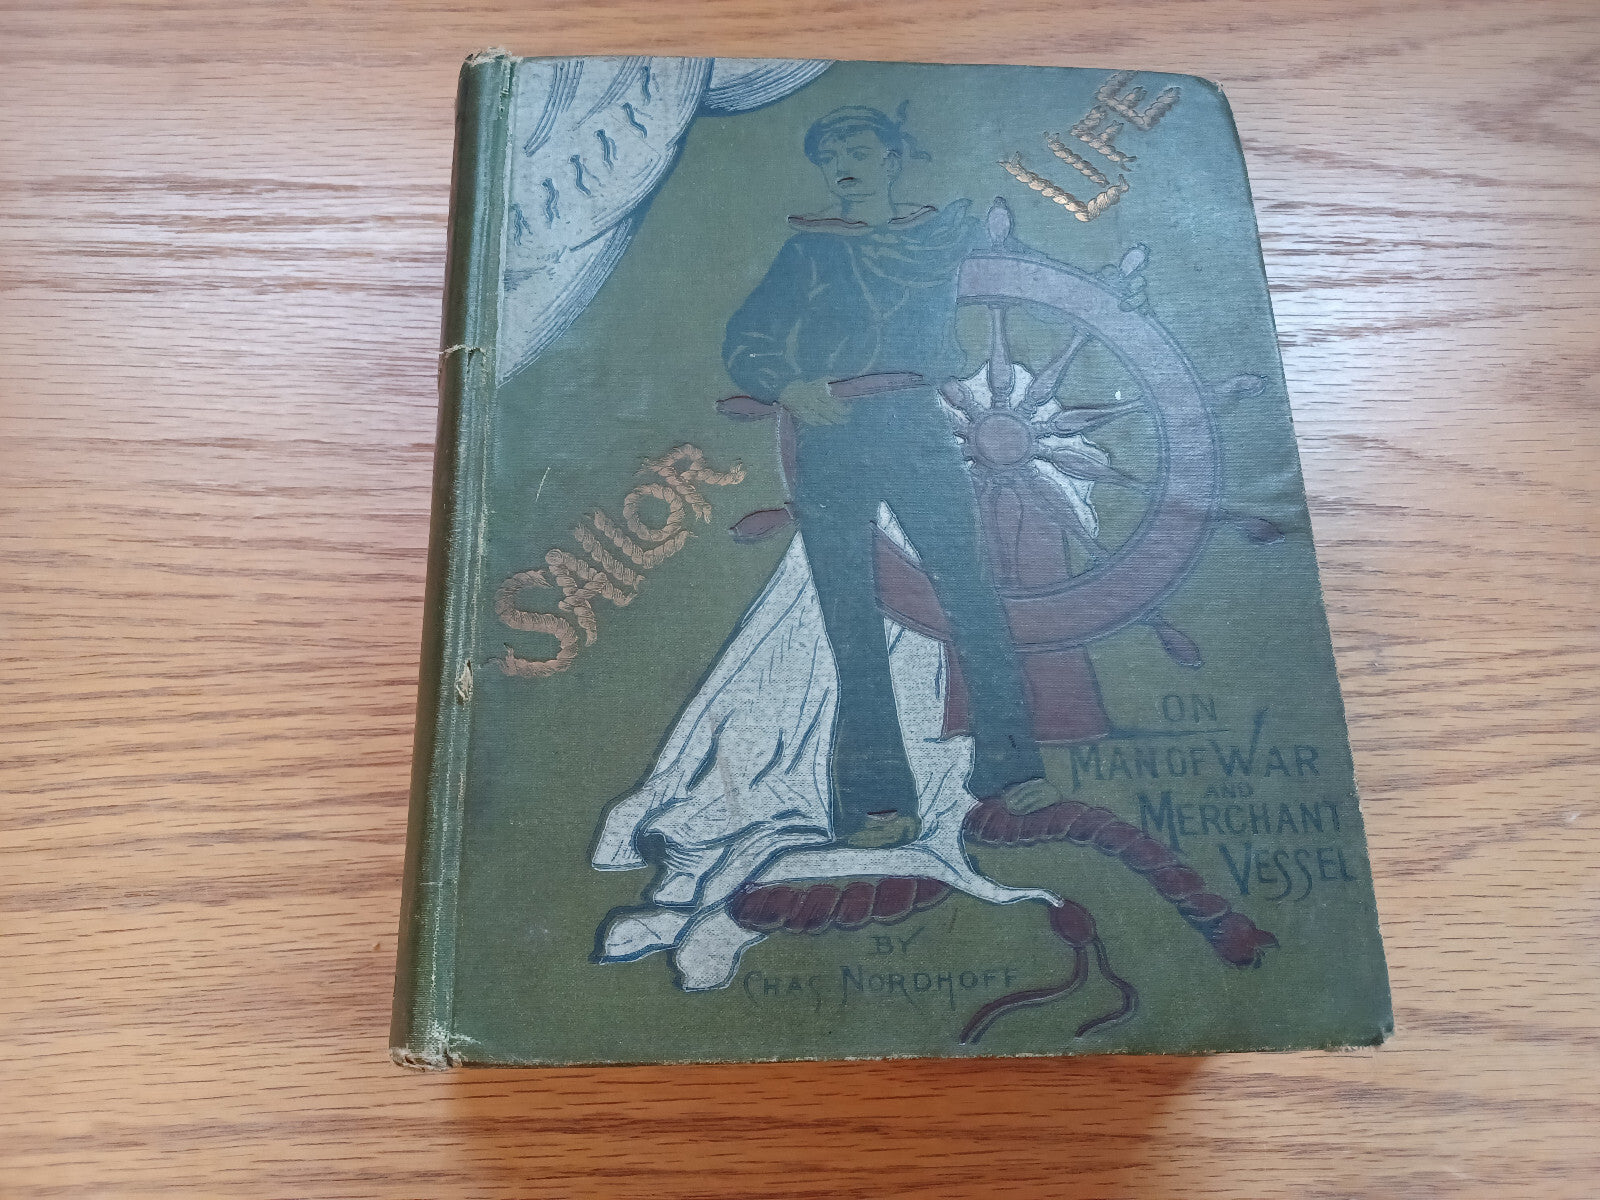 SAILOR
LIFE
ON
MAN OF WAR
AND
MERCHANT
VESSEL
BY
CHAS NORDHOFF